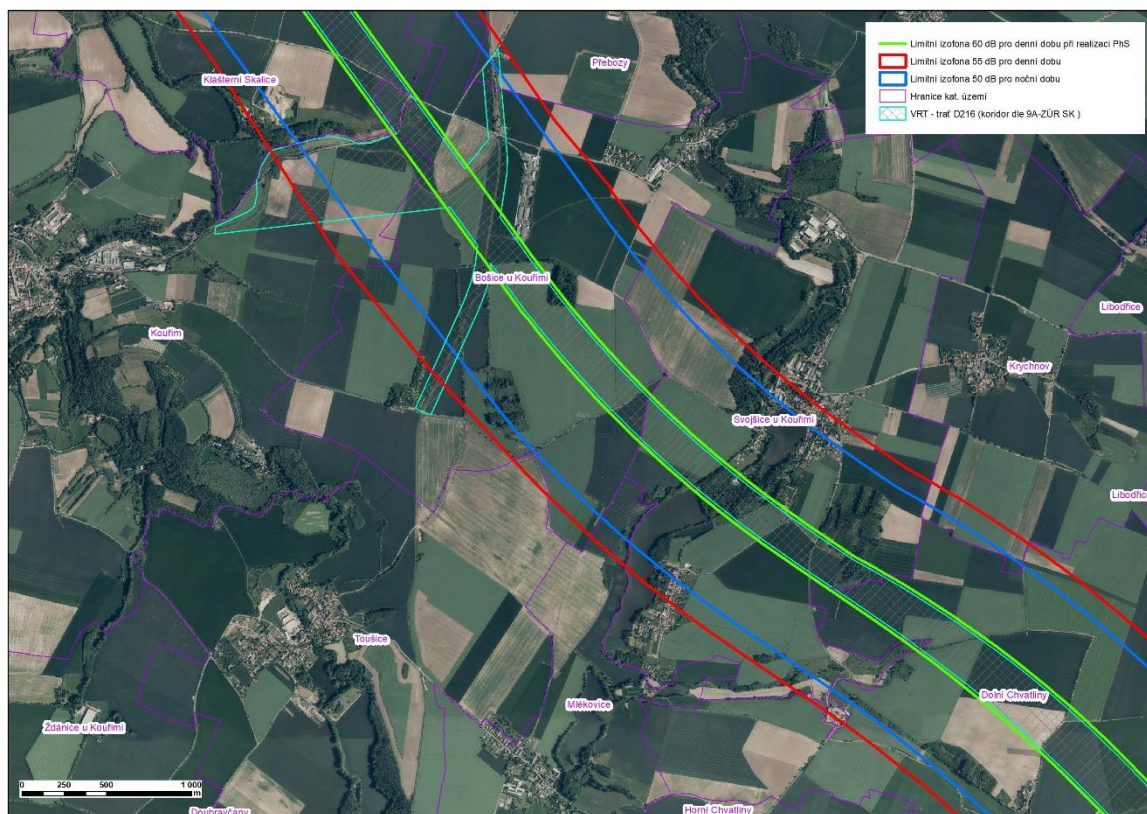 Limitní izofona 60 dB pro denní dobu při realizaci PhS
Limitní izofona 55 dB pro denní dobu
Limitní izofona 50 dB pro noční dobu
Hranice kat. území
VRT - trať D216 (koridor dle 9A-ZÚR SK )
Přebozy
Klášterní Skalice
Bošice u Kouřimi
Libodřice
Kouřim
Krychnov
Svojšice u Kouřimi
Libodřice
Toušice
Dolní Chvatliny
Mlékovice
Ždánice u Kouřimi
0 250 500 1 000
m
Doubravčany
Horní Chvatliny